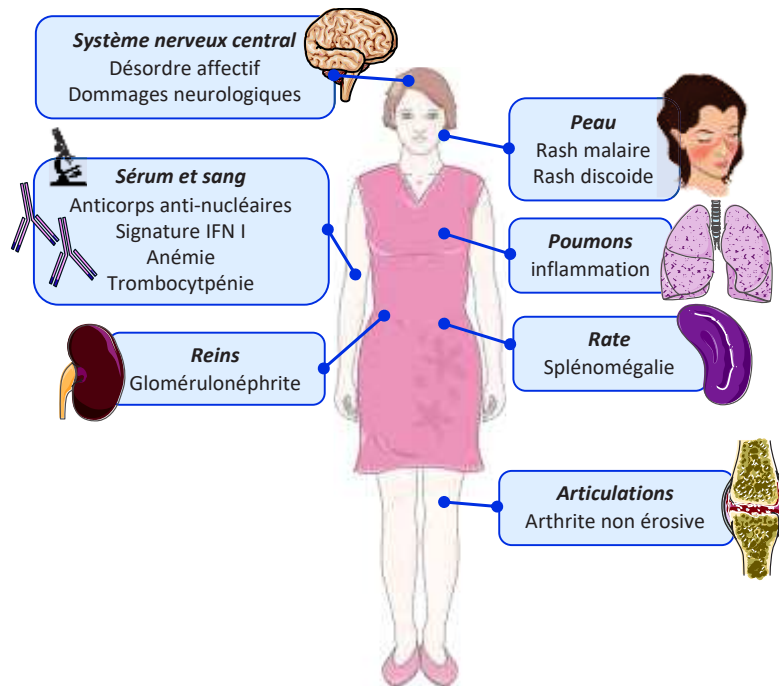 Système nerveux central
Désordre affectif
Dommages neurologiques
Peau
Rash malaire
Rash discoide
Sérum et sang
Anticorps anti-nucléaires
Signature IFN I
Anémie
Trombocytpénie
Poumons
inflammation
Reins
Glomérulonéphrite
Rate
Splénomégalie
Articulations
Arthrite non érosive